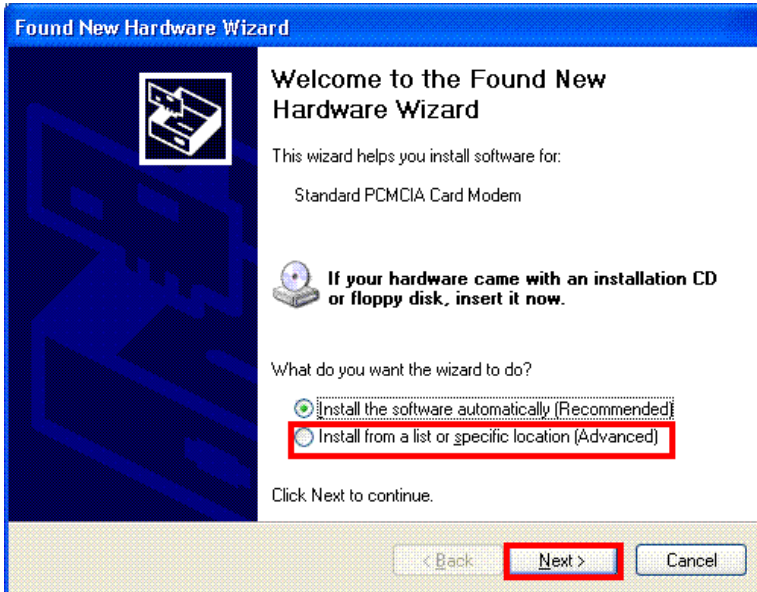 Found New Hardware Wizard
Welcome to the Found New
Hardware Wizard
This wizard helps you install software for:
Standard PCMCIA Card Modem
If your hardware came with an installation CD
or floppy disk, insert it now.
What do you want the wizard to do?
Install the software automatically (Recommended)
Install from a list or specific location (Advanced)
Click Next to continue.
< Back Next > Cancel